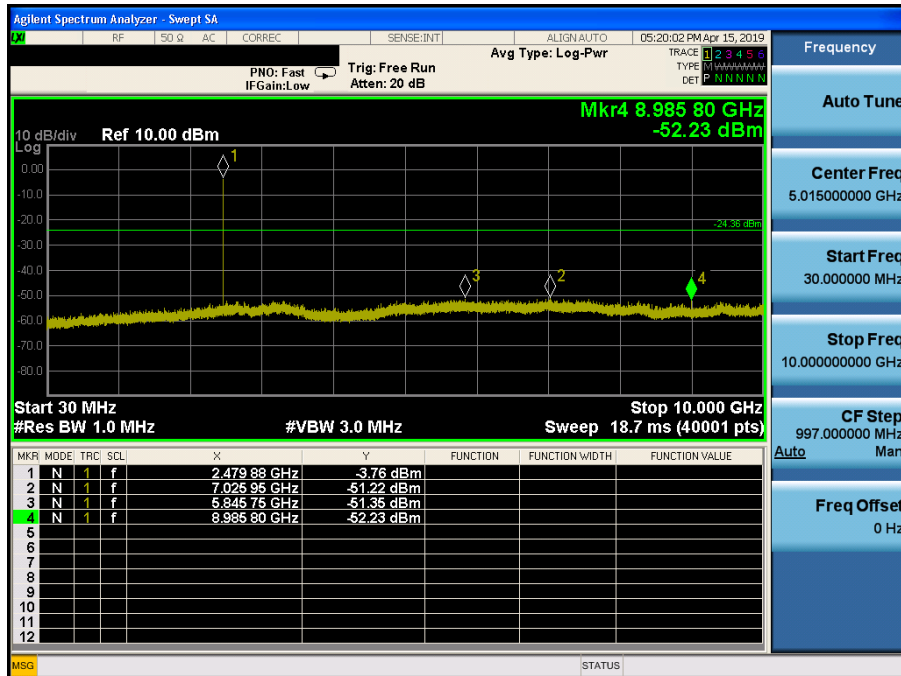 Agilent Spectrum Analyzer - Swept SA
LXI RF 50 Ω AC CORREC SENSE:INT ALIGN AUTO 05:20:02 PM Apr 15, 2019
PNO: Fast Trig: Free Run Avg Type: Log-Pwr TRACE 1 2 3 4 5 6
IFGain:Low Atten: 20 dB TYPE M WWWWW
DET P N N N N N
Mkr4 8.985 80 GHz
-52.23 dBm
10 dB/div Ref 10.00 dBm
Log
1
0.00
-10.0
-20.0
-24.36 dBm
-30.0
-40.0
3 2 4
-50.0
-60.0
-70.0
-80.0
Start 30 MHz Stop 10.000 GHz
#Res BW 1.0 MHz #VBW 3.0 MHz Sweep 18.7 ms (40001 pts)
MKR MODE TRC SCL X Y FUNCTION FUNCTION WIDTH FUNCTION VALUE
1 N 1 f 2.479 88 GHz -3.76 dBm
2 N 1 f 7.025 95 GHz -51.22 dBm
3 N 1 f 5.845 75 GHz -51.35 dBm
4 N 1 f 8.985 80 GHz -52.23 dBm
5
6
7
8
9
10
11
12
MSG STATUS
Frequency
Auto Tune
Center Freq
5.015000000 GHz
Start Freq
30.000000 MHz
Stop Freq
10.000000000 GHz
CF Step
997.000000 MHz
Auto Man
Freq Offset
0 Hz